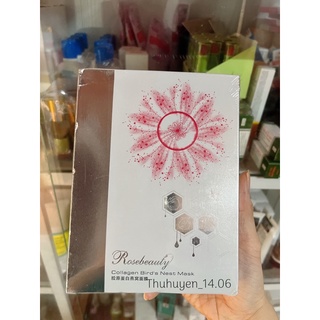 Rosebeauty
Collagen Bird's Nest Mask
Thuhuyen_14.06